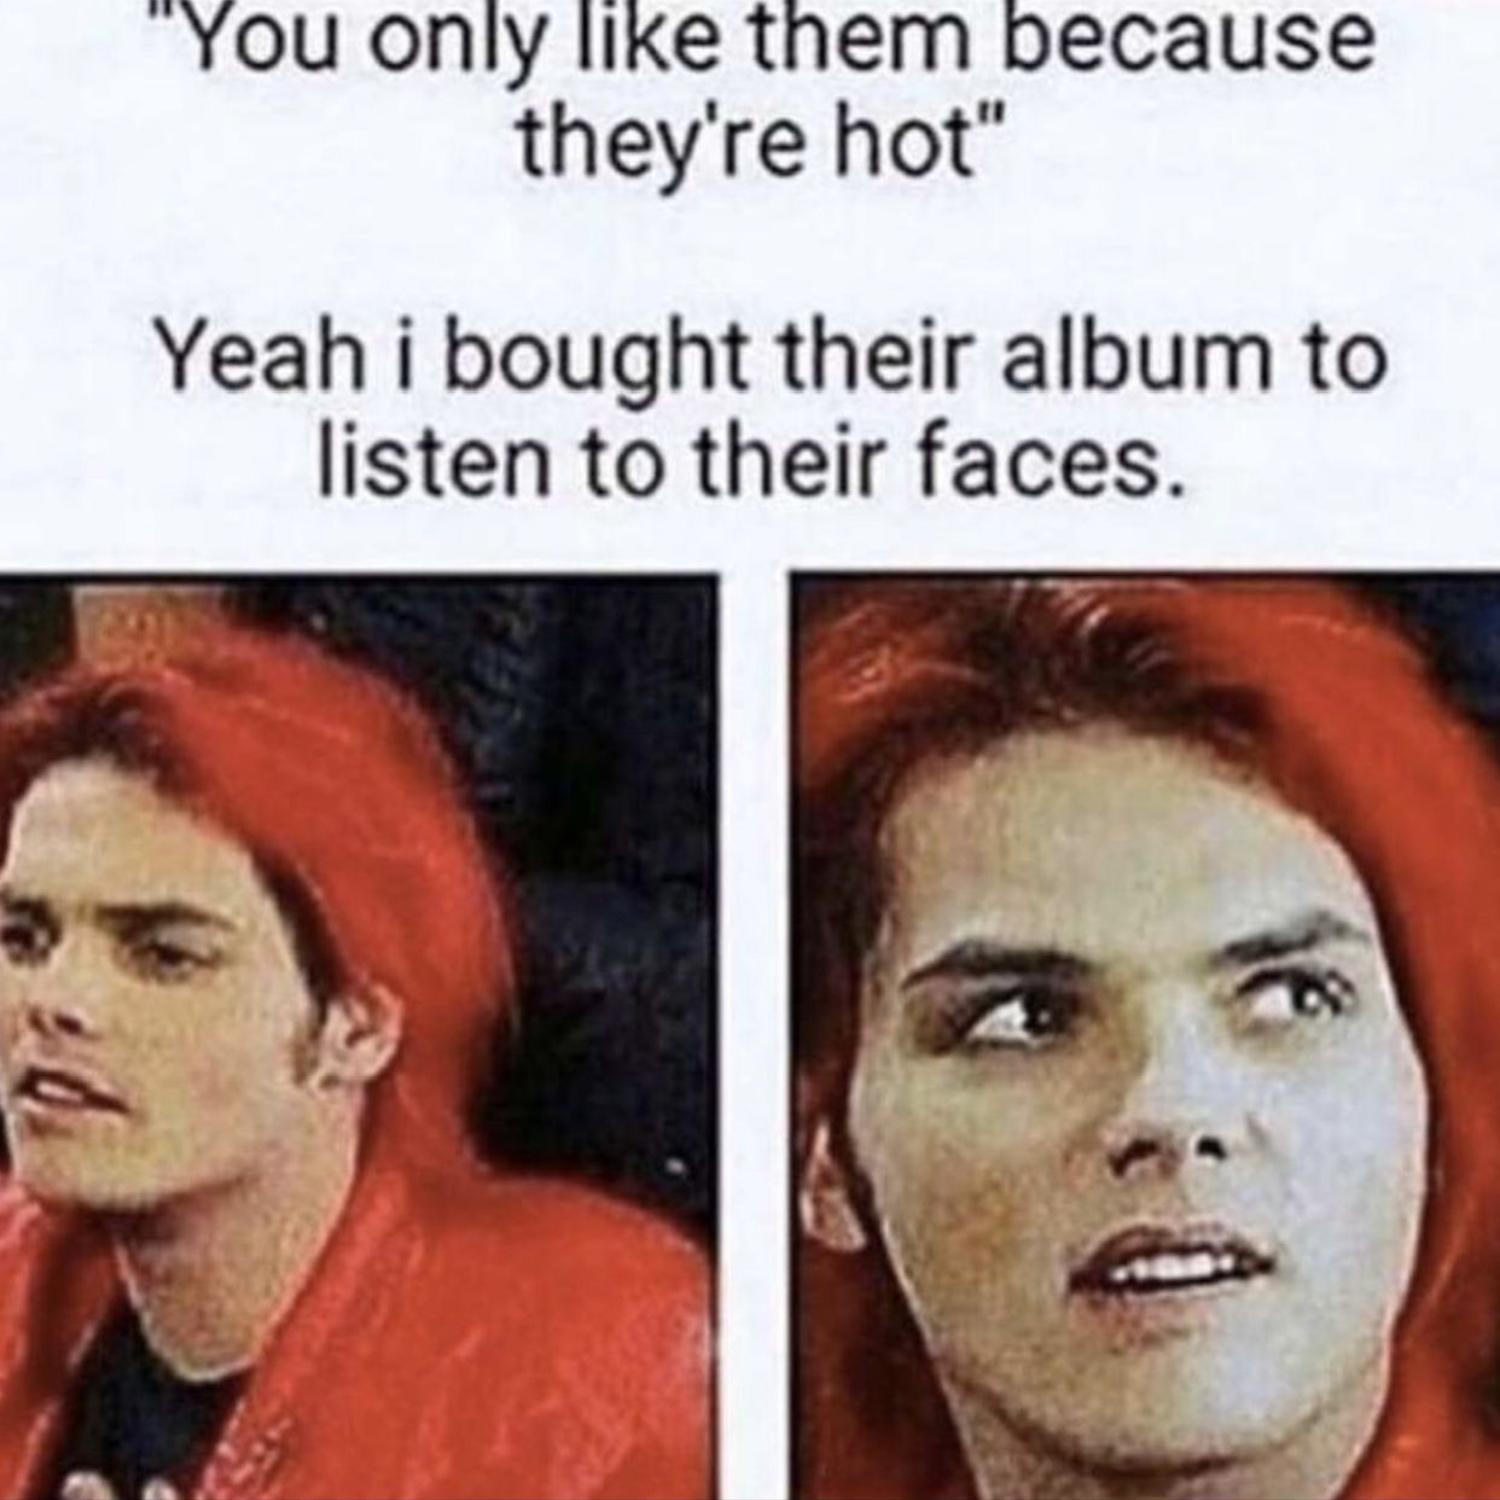 "You only like them because
they're hot"
Yeah i bought their album to
listen to their faces.